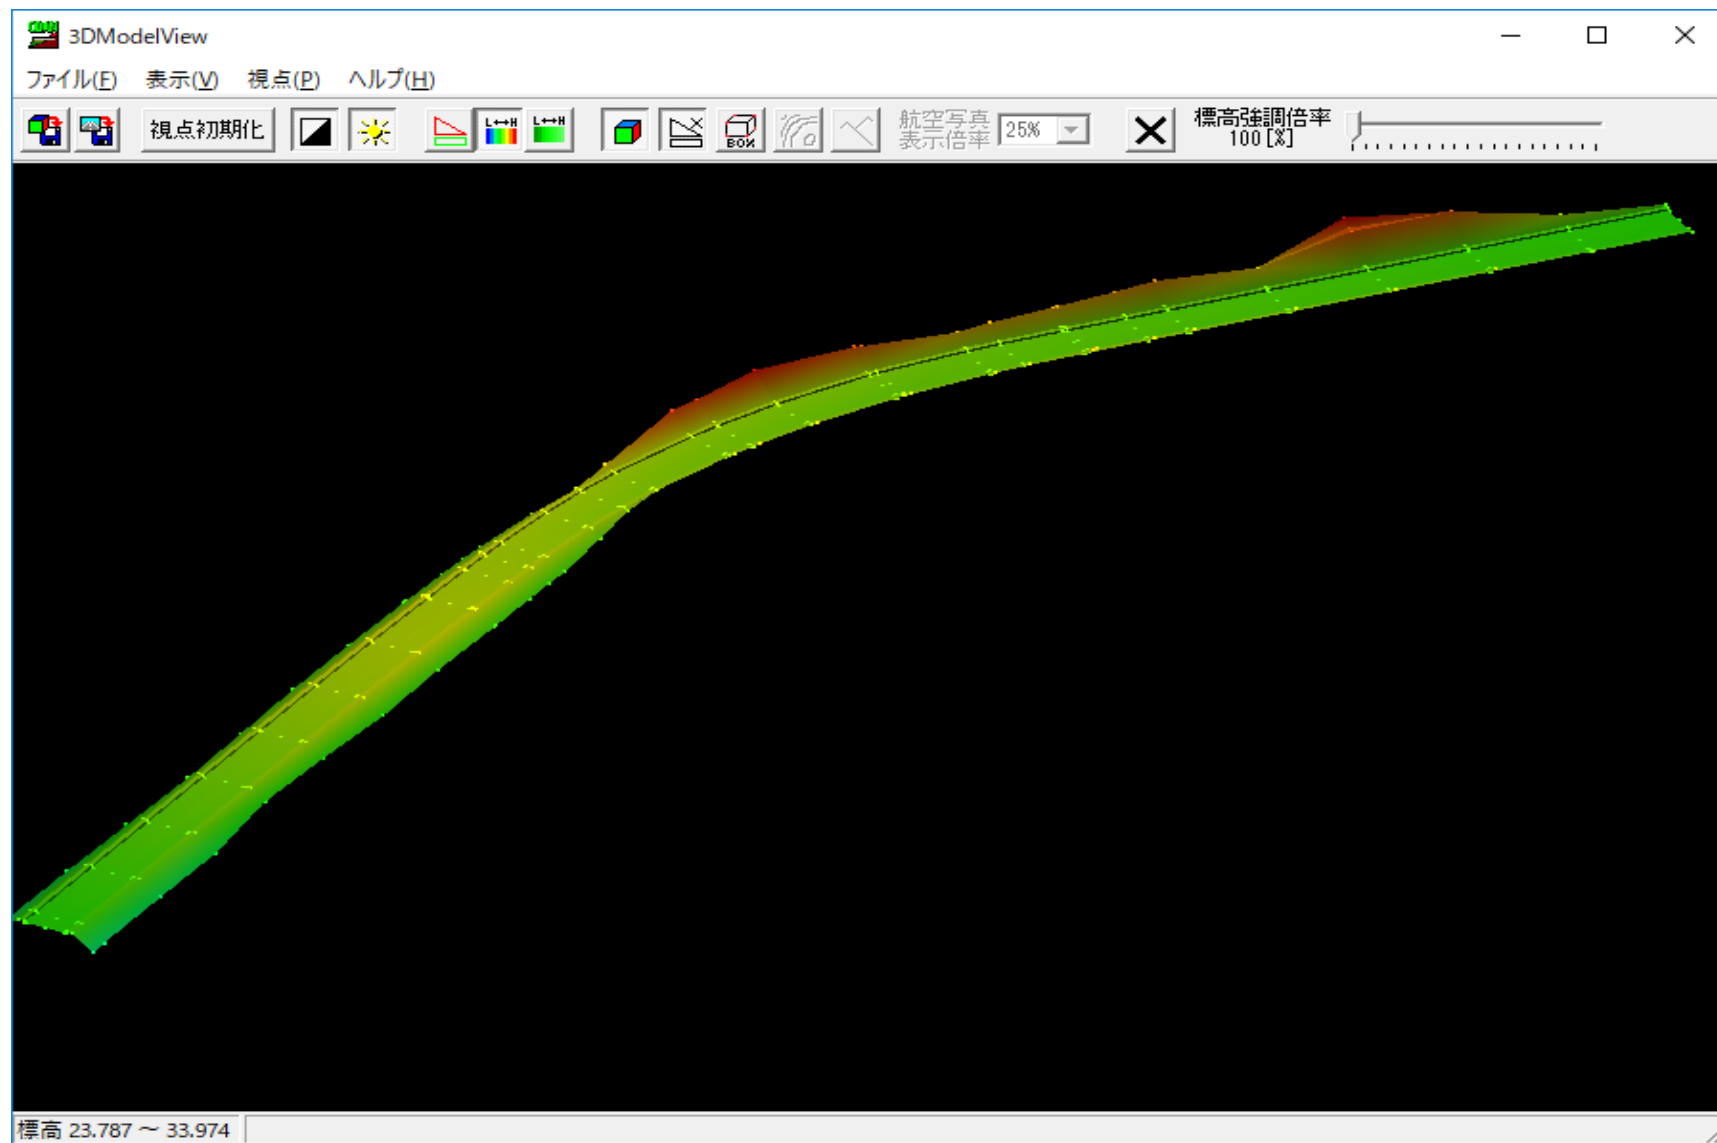 3DModelView
ファイル(F) 表示(V) 視点(P) ヘルプ(H)
視点初期化 L↔H L↔H BOX 航空写真 25% 標高強調倍率
表示倍率 100 [%]
標高 23.787 ～ 33.974